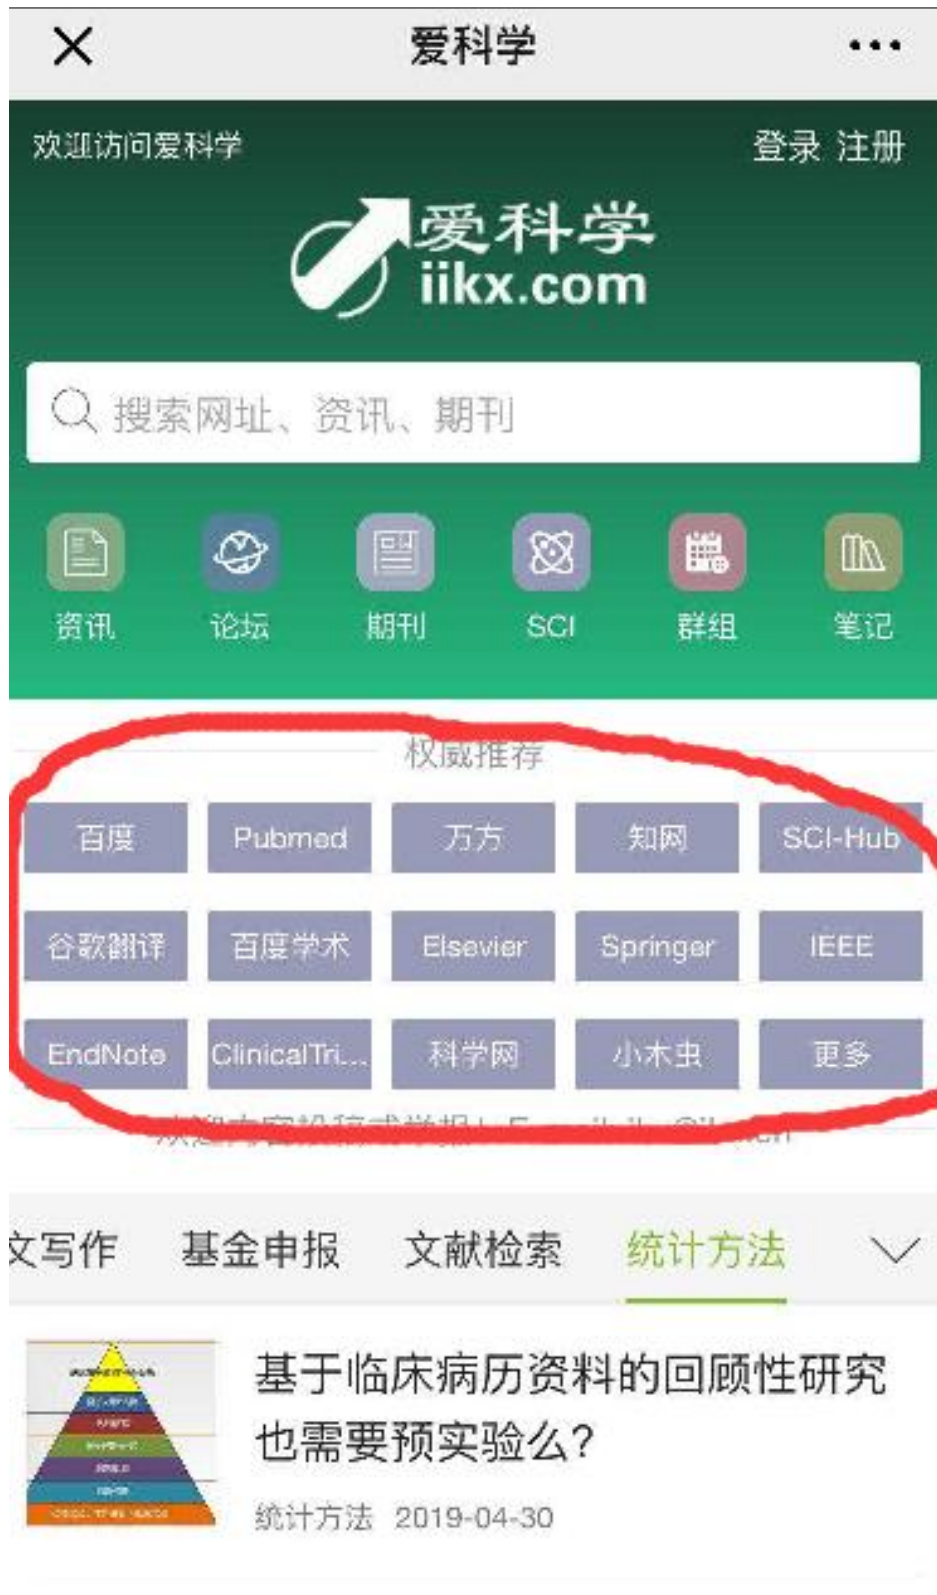 爱科学
欢迎访问爱科学
登录 注册
爱科学
iikx.com
搜索网址、资讯、期刊
资讯 论坛 期刊 SCI 群组 笔记
权威推荐
百度 Pubmed 万方 知网 SCI-Hub
谷歌翻译 百度学术 Elsevier Springer IEEE
EndNote ClinicalTri... 科学网 小木虫 更多
文写作 基金申报 文献检索 统计方法
基于临床病历资料的回顾性研究
也需要预实验么?
统计方法 2019-04-30